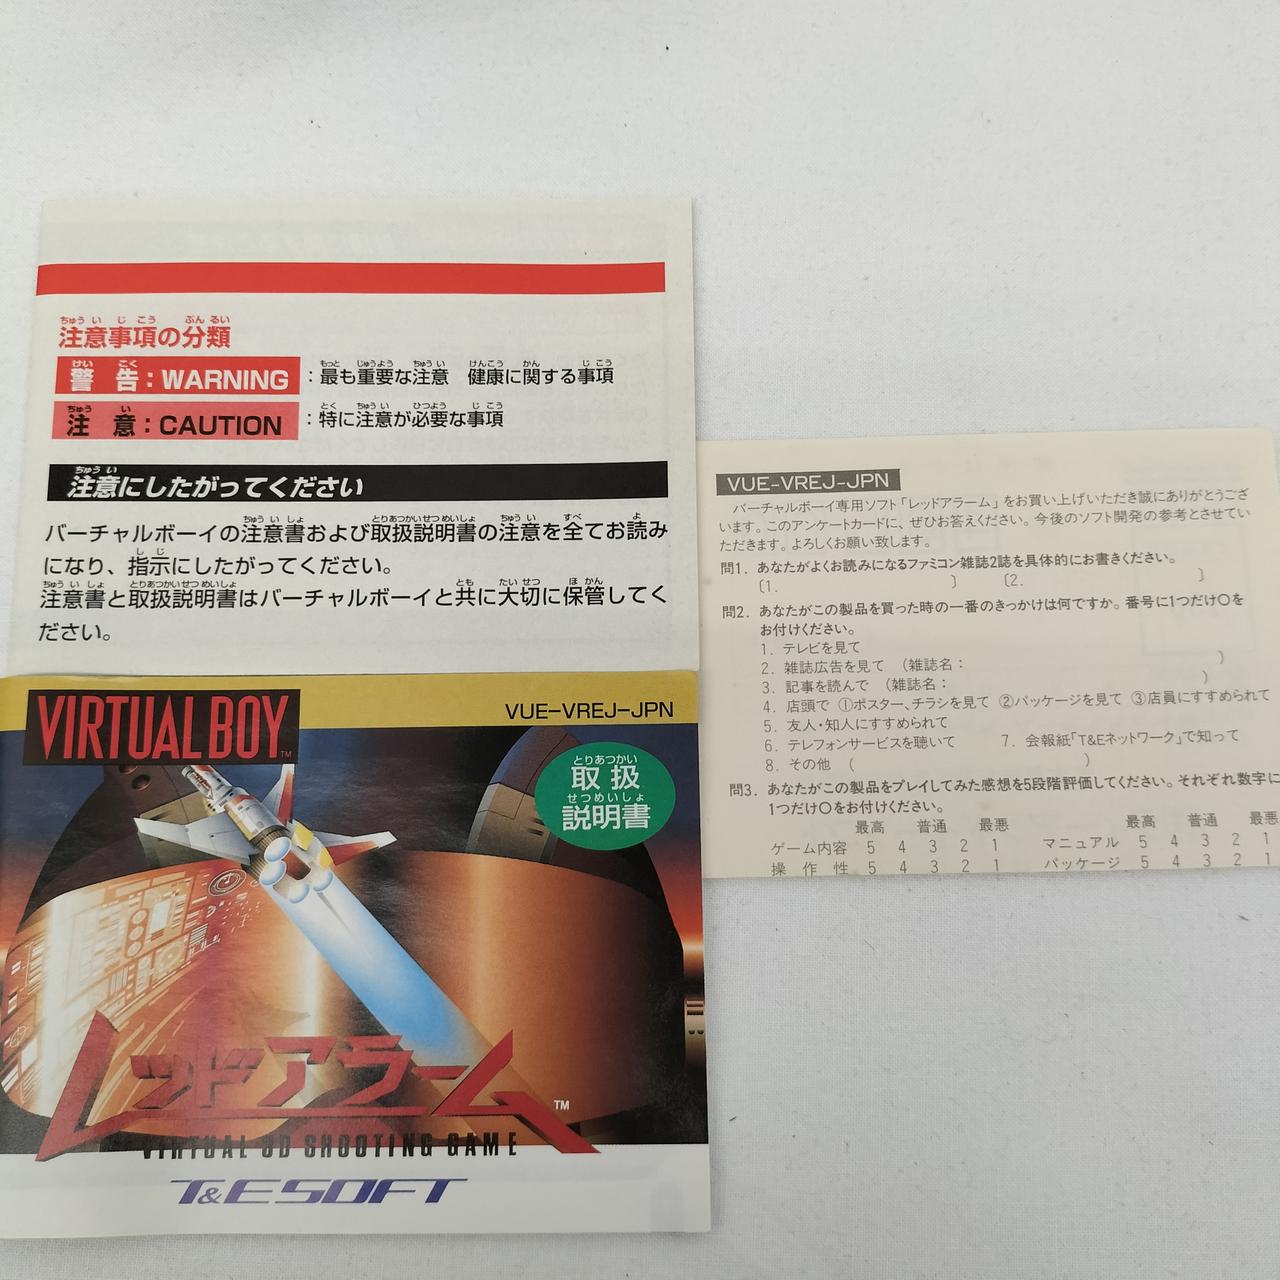 注意事項の分類
警告：WARNING：最も重要な注意 健康に関する事項
注意：CAUTION：特に注意が必要な事項
注意にしたがってください
バーチャルボーイの注意書および取扱説明書の注意を全てお読み
になり、指示にしたがってください。
注意書と取扱説明書はバーチャルボーイと共に大切に保管してく
ださい。
VIRTUAL BOY™
VUE-VREJ-JPN
とりあつかい
取扱
せつめいしょ
説明書
レッドアラーム™
VIRTUAL 3D SHOOTING GAME
T&E SOFT
VUE-VREJ-JPN
バーチャルボーイ専用ソフト「レッドアラーム」をお買い上げいただき誠にありがとうござ
います。このアンケートカードに、ぜひお答えください。今後のソフト開発の参考とさせてい
ただきます。よろしくお願い致します。
問1. あなたがよくお読みになるファミコン雑誌2誌を具体的にお書きください。
〔1. 〕 〔2. 〕
問2. あなたがこの製品を買った時の一番のきっかけは何ですか。番号に1つだけ○を
お付けください。
1. テレビを見て
2. 雑誌広告を見て （雑誌名： ）
3. 記事を読んで （雑誌名： ）
4. 店頭で ①ポスター、チラシを見て ②パッケージを見て ③店員にすすめられて
5. 友人・知人にすすめられて
6. テレフォンサービスを聴いて 7. 会報紙「T&Eネットワーク」で知って
8. その他 （ ）
問3. あなたがこの製品をプレイしてみた感想を5段階評価してください。それぞれ数字に
1つだけ○をお付けください。
最高 普通 最悪 最高 普通 最悪
ゲーム内容 5 4 3 2 1 マニュアル 5 4 3 2 1
操作性 5 4 3 2 1 パッケージ 5 4 3 2 1